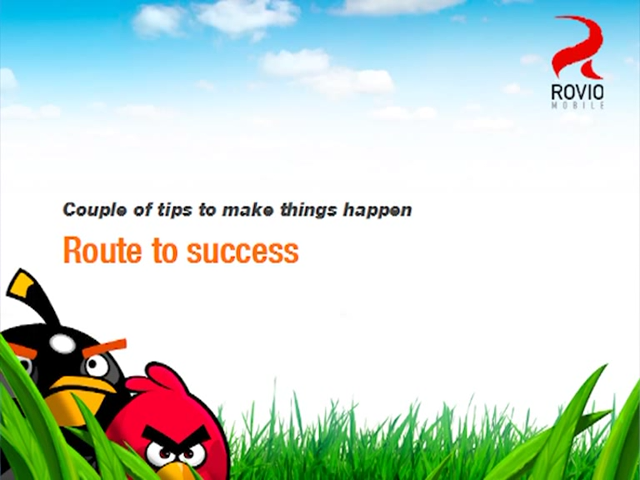 ROVIO
MOBILE
Couple of tips to make things happen
Route to success